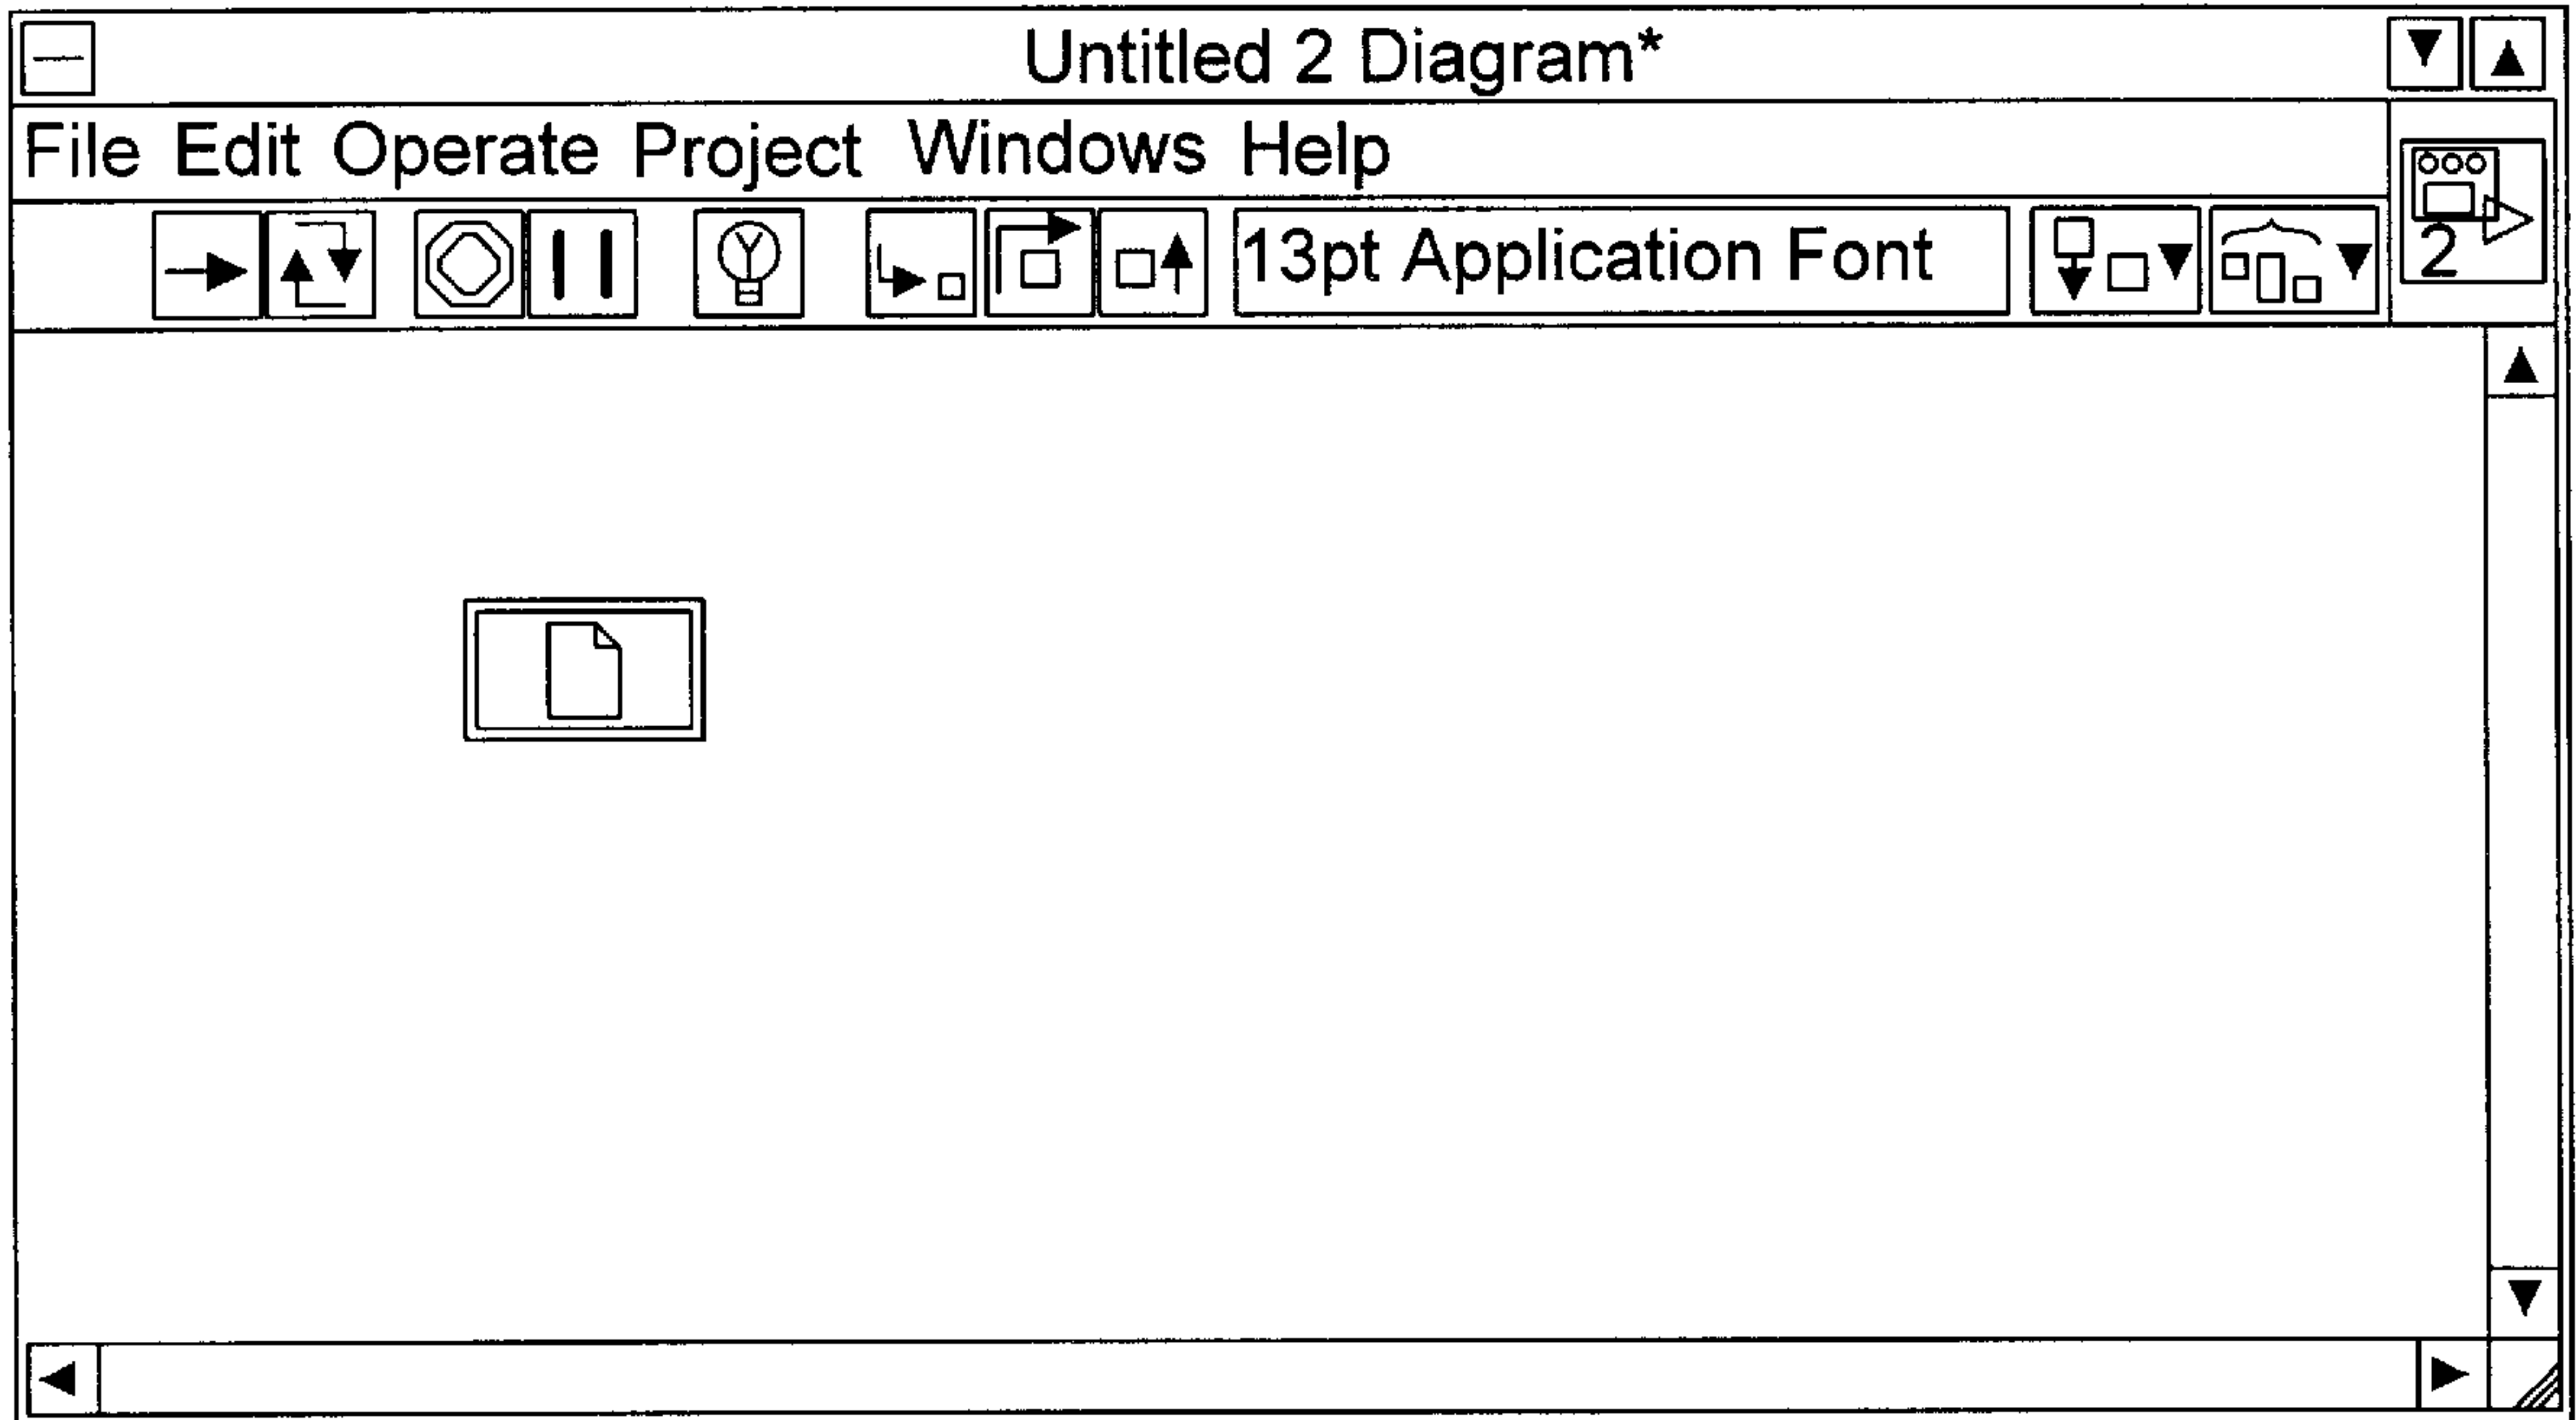 Untitled 2 Diagram*
File Edit Operate Project Windows Help
13pt Application Font
2